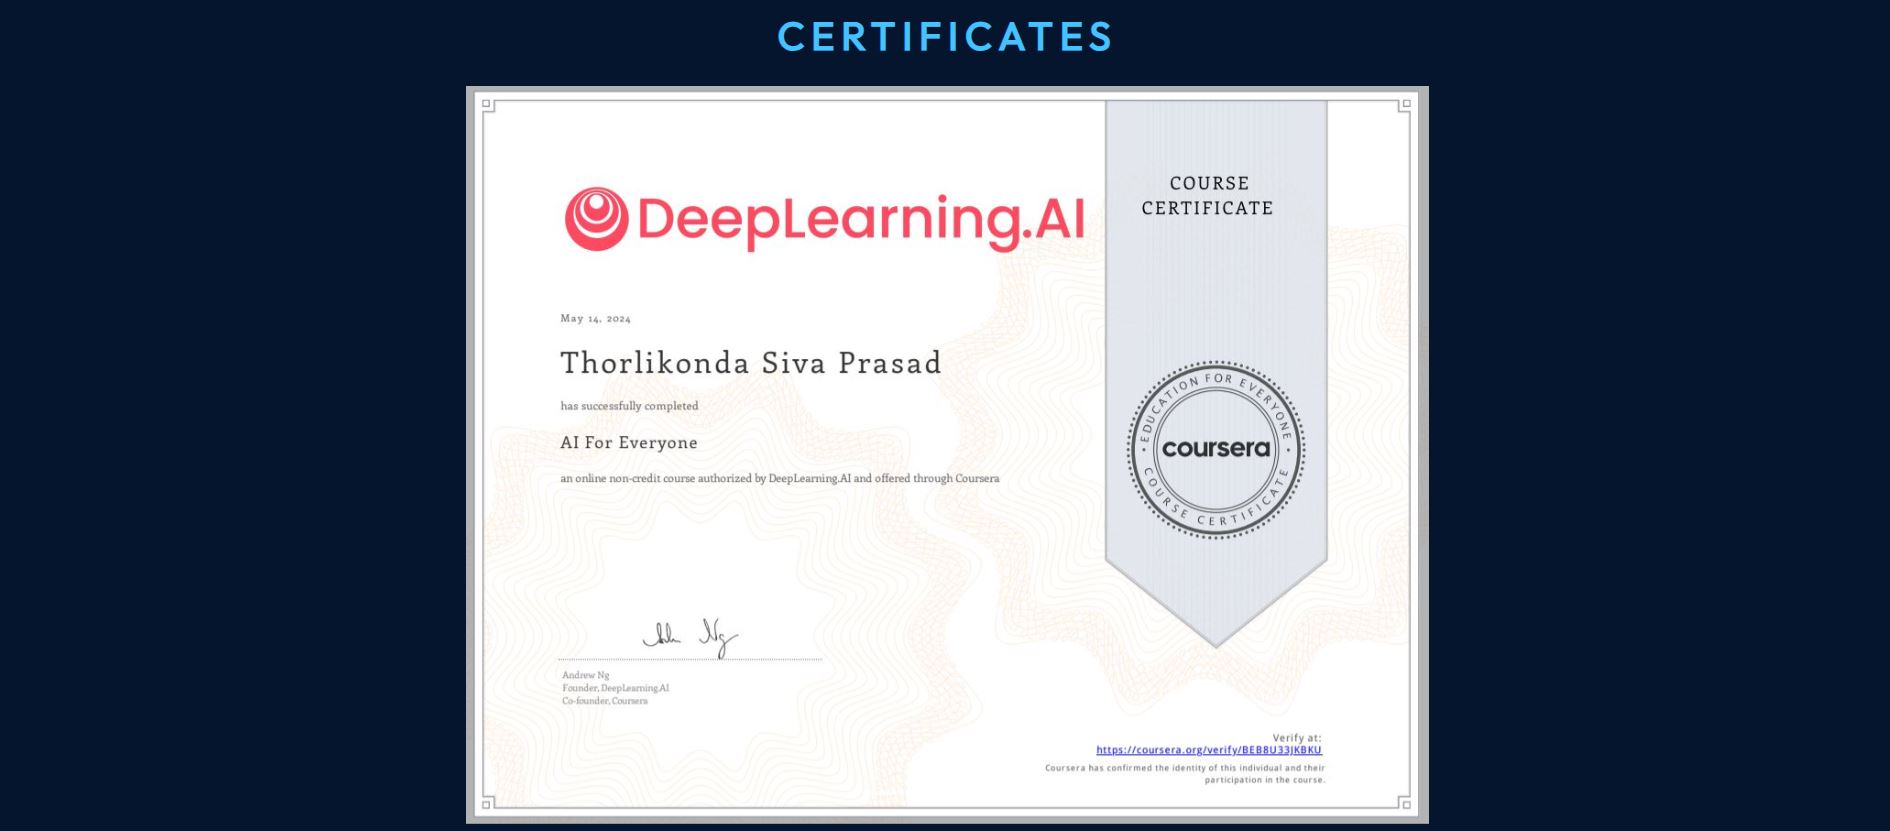 CERTIFICATES
DeepLearning.AI
COURSE
CERTIFICATE
May 14, 2024
Thorlikonda Siva Prasad
has successfully completed
AI For Everyone
an online non-credit course authorized by DeepLearning.AI and offered through Coursera
EDUCATION FOR EVERYONE
coursera
COURSE CERTIFICATE
Andrew Ng
Founder, DeepLearning.AI
Co-founder, Coursera
Verify at:
https://coursera.org/verify/BEB8U33JKBKU
Coursera has confirmed the identity of this individual and their
participation in the course.